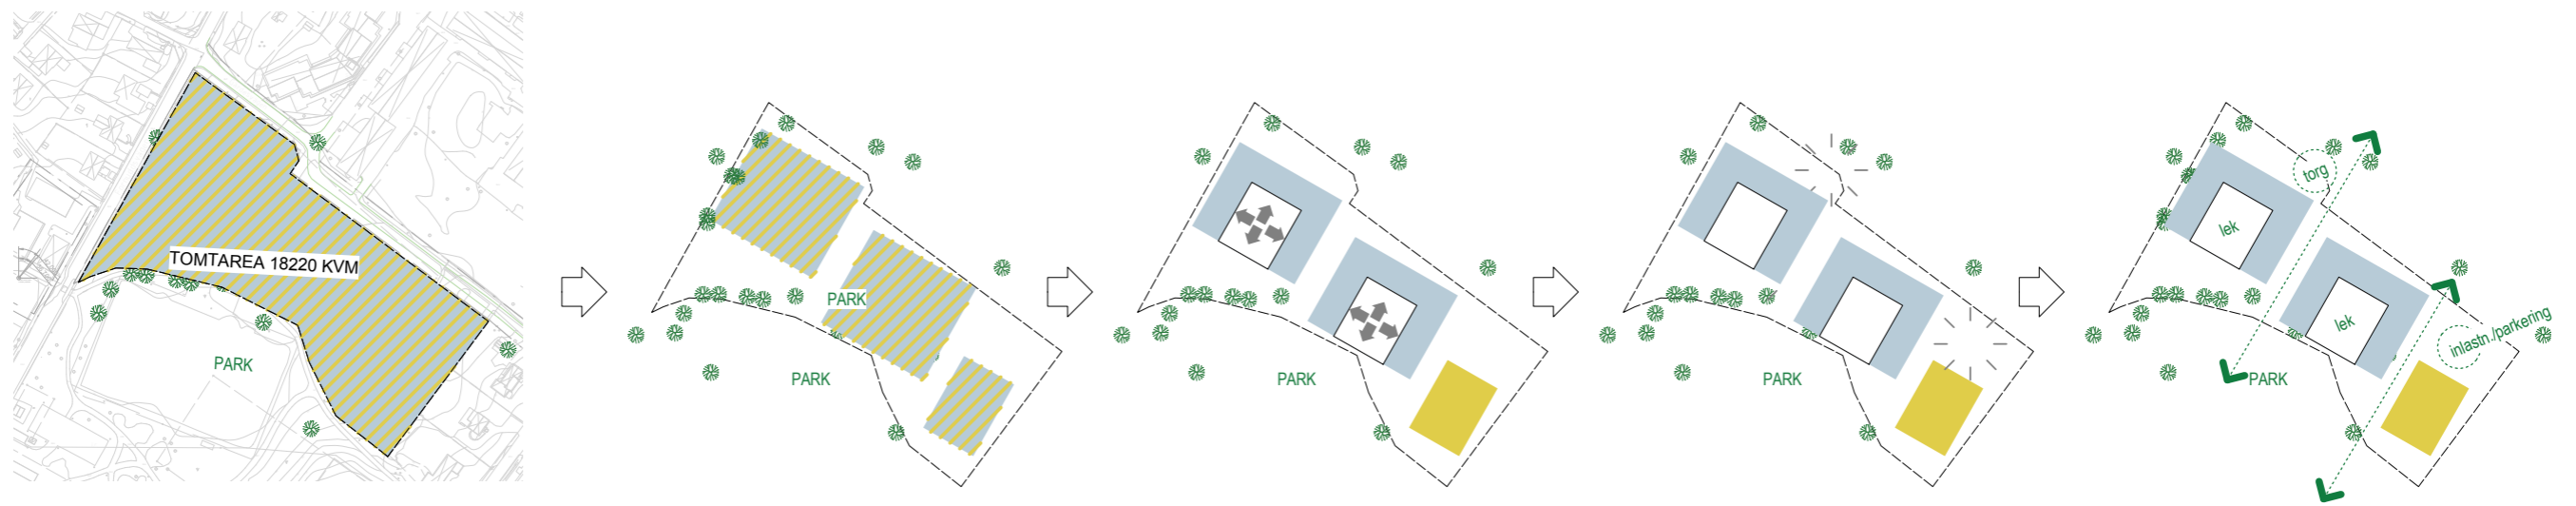 TOMTAREA 18220 KVM
PARK
PARK
PARK
PARK
PARK
torg
lek
lek
inlastn./parkering
PARK